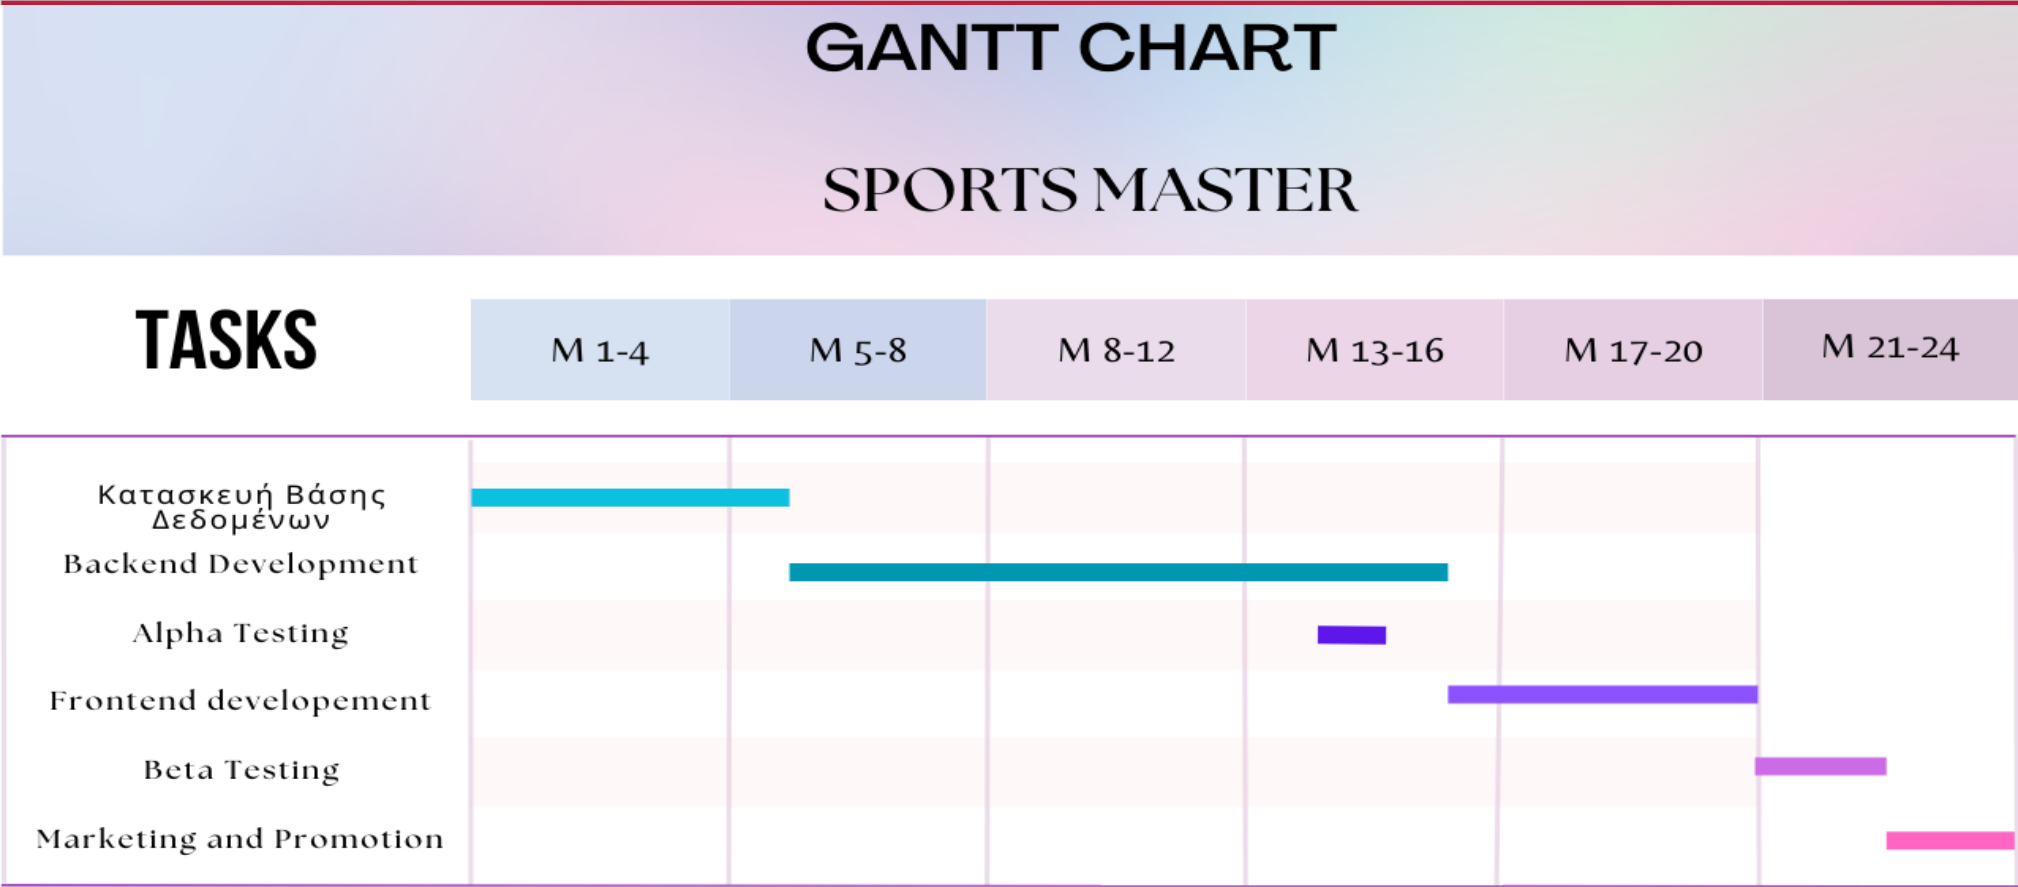 GANTT CHART
SPORTS MASTER
TASKS
M 1-4
M 5-8
M 8-12
M 13-16
M 17-20
M 21-24
Κατασκευή Βάσης
Δεδομένων
Backend Development
Alpha Testing
Frontend developement
Beta Testing
Marketing and Promotion